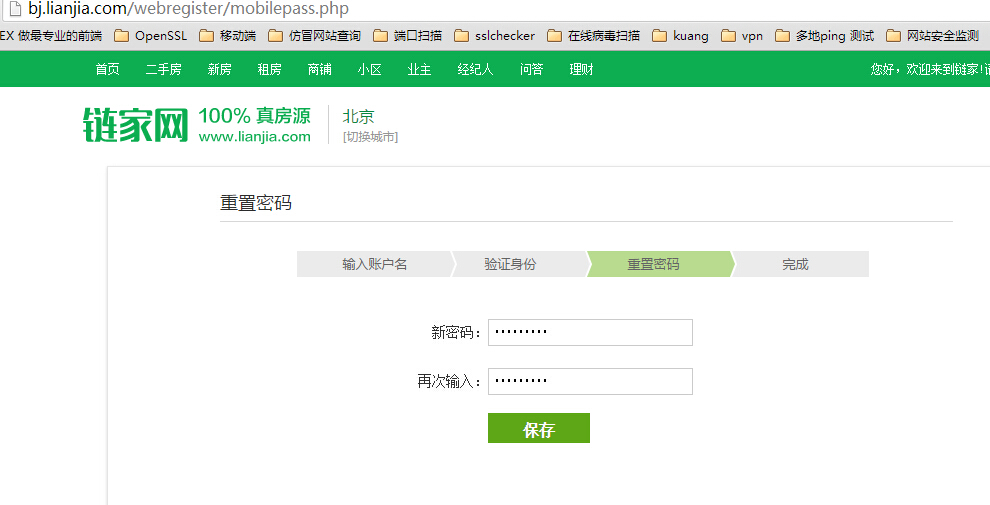 bj.lianjia.com/webregister/mobilepass.php
EX 做最专业的前端 OpenSSL 移动端 仿冒网站查询 端口扫描 sslchecker 在线病毒扫描 kuang vpn 多地ping 测试 网站安全监测
首页 二手房 新房 租房 商铺 小区 业主 经纪人 问答 理财 您好，欢迎来到链家!请
链家网 100% 真房源 北京
www.lianjia.com [切换城市]
重置密码
输入账户名 验证身份 重置密码 完成
新密码：
再次输入：
保存